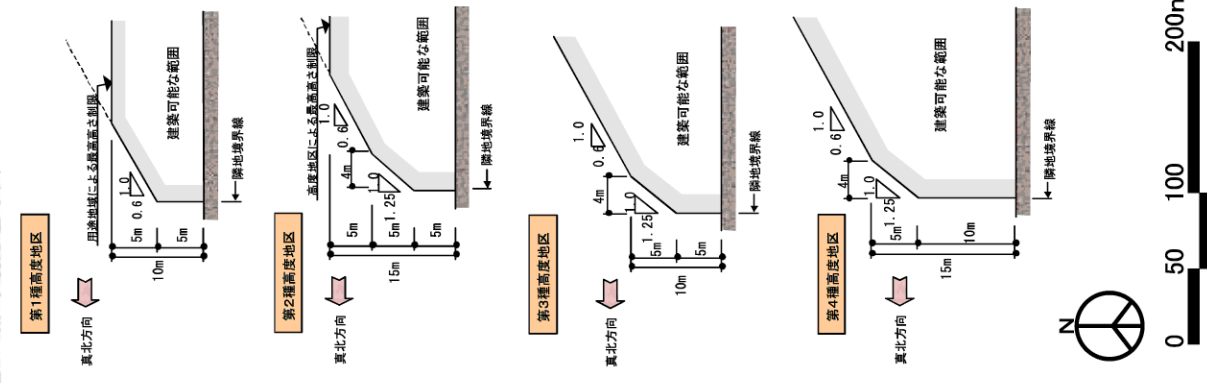 第1種高度地区
真北方向
用途地域による最高高さ制限
1.0
0.6
5m
5m
10m
建築可能な範囲
隣地境界線
第2種高度地区
真北方向
高度地区による最高高さ制限
1.0
0.6
4m
1.0
1.25
5m
5m
5m
15m
建築可能な範囲
隣地境界線
第3種高度地区
真北方向
1.0
0.6
4m
1.0
1.25
5m
5m
10m
建築可能な範囲
隣地境界線
第4種高度地区
真北方向
1.0
0.6
4m
1.0
1.25
5m
10m
15m
建築可能な範囲
隣地境界線
N
0 50 100 200m